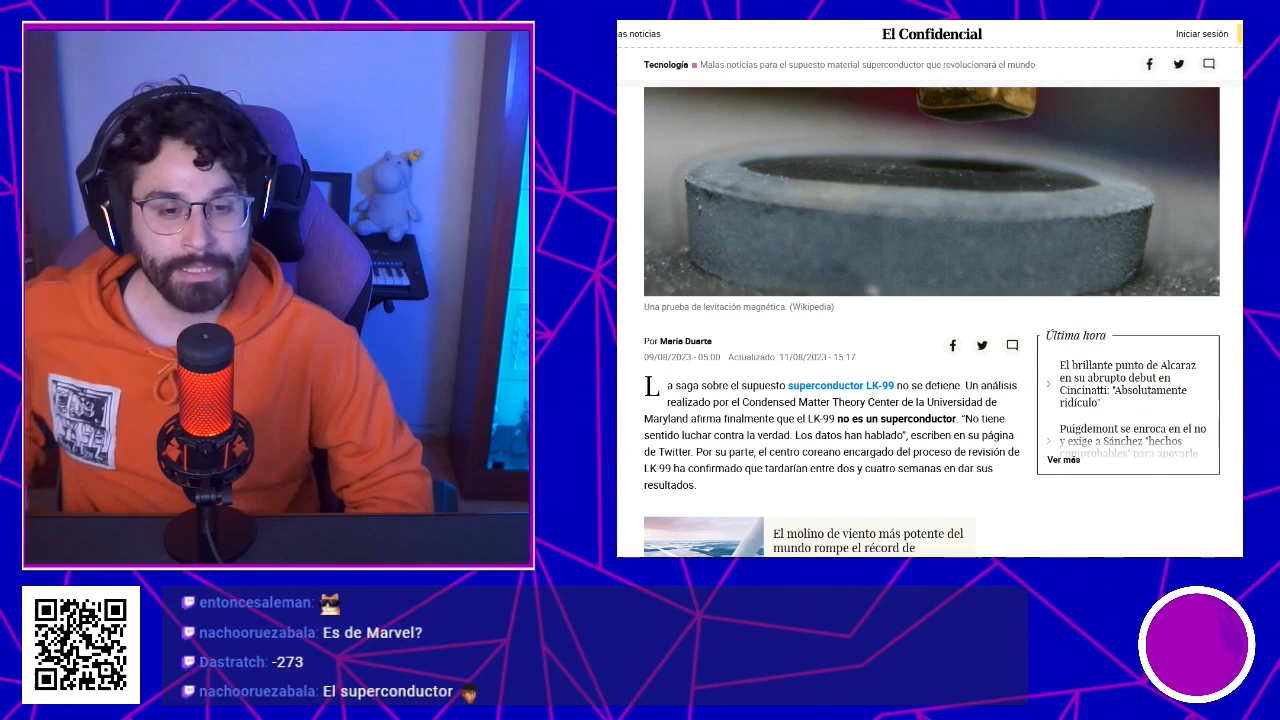 as noticias
El Confidencial
Iniciar sesión
Tecnología Malas noticias para el supuesto material superconductor que revolucionará el mundo
Una prueba de levitación magnética. (Wikipedia)
Por María Duarte
09/08/2023 - 05:00 Actualizado: 11/08/2023 - 15:17
La saga sobre el supuesto superconductor LK-99 no se detiene. Un análisis
realizado por el Condensed Matter Theory Center de la Universidad de
Maryland afirma finalmente que el LK-99 no es un superconductor. “No tiene
sentido luchar contra la verdad. Los datos han hablado”, escriben en su página
de Twitter. Por su parte, el centro coreano encargado del proceso de revisión de
LK-99 ha confirmado que tardarían entre dos y cuatro semanas en dar sus
resultados.
Última hora
El brillante punto de Alcaraz
en su abrupto debut en
Cincinatti: "Absolutamente
ridículo"
Puigdemont se enroca en el no
y exige a Sánchez "hechos
comprobables" para apoyarle
Ver más
El molino de viento más potente del
mundo rompe el récord de
entoncesaleman:
nachooruezabala: Es de Marvel?
Dastratch: -273
nachooruezabala: El superconductor